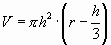 V = πh² · (r − h/3)